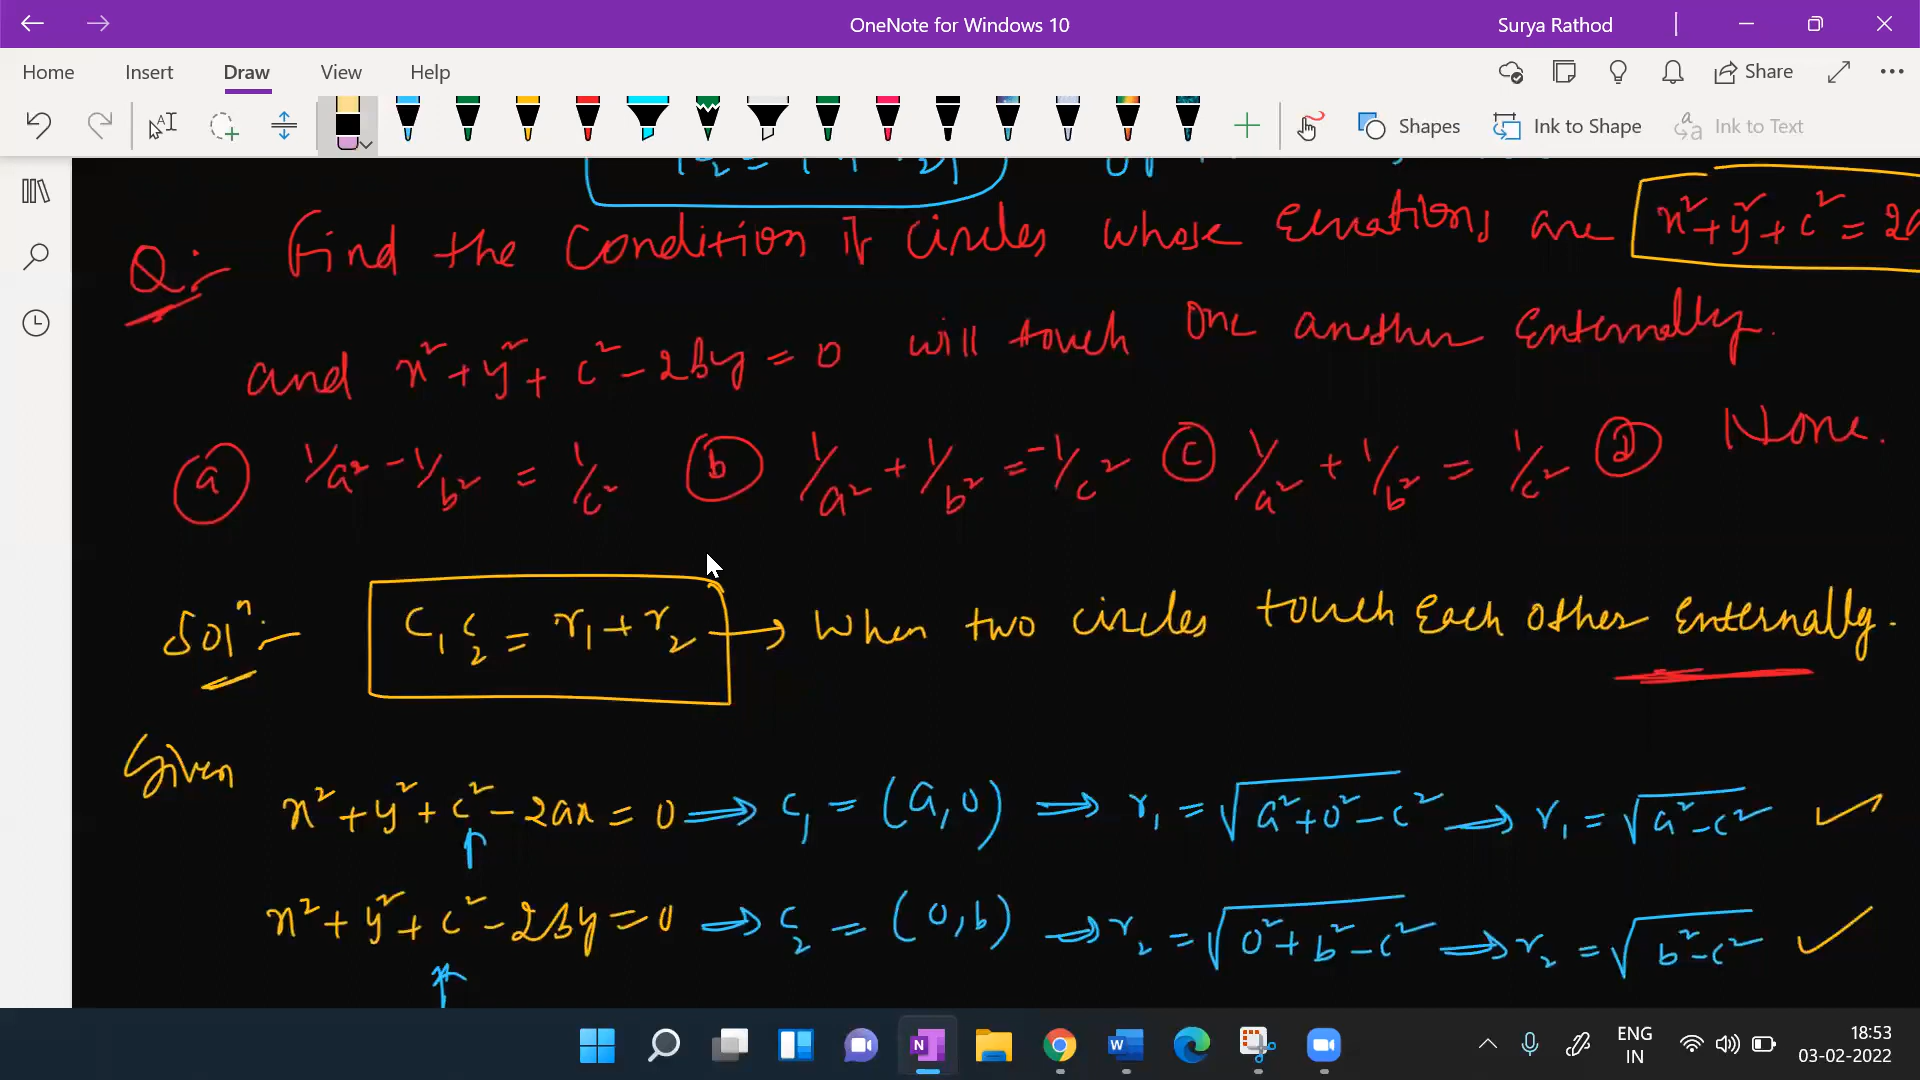 OneNote for Windows 10
Surya Rathod
Home Insert Draw View Help
Share
Shapes Ink to Shape Ink to Text
Q:- Find the Condition if circles whose Equations are x²+y²+c² = 2a
and x²+y²+c²-2by = 0 will touch one another Externally.
(a) 1/a² - 1/b² = 1/c² (b) 1/a² + 1/b² = -1/c² (c) 1/a² + 1/b² = 1/c² (d) None.
Solⁿ:- C₁C₂ = r₁+r₂ → When two circles touch Each other Externally.
Given
x²+y²+c²-2ax = 0 ⇒ C₁ = (a,0) ⇒ r₁ = √(a²+0²-c²) ⇒ r₁ = √(a²-c²) ✓
x²+y²+c²-2by = 0 ⇒ C₂ = (0,b) ⇒ r₂ = √(0²+b²-c²) ⇒ r₂ = √(b²-c²) ✓
ENG
IN
18:53
03-02-2022